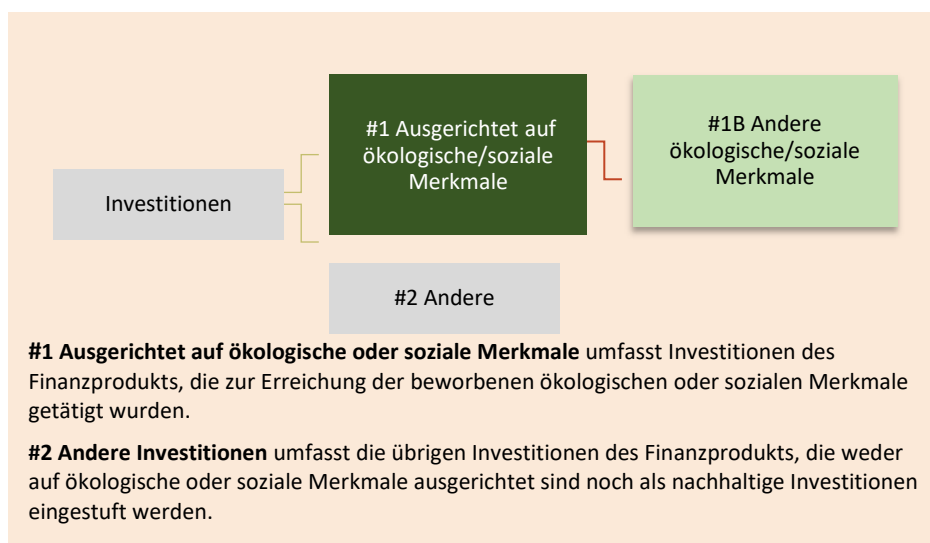 #1 Ausgerichtet auf
ökologische/soziale
Merkmale
#1B Andere
ökologische/soziale
Merkmale
Investitionen
#2 Andere
#1 Ausgerichtet auf ökologische oder soziale Merkmale umfasst Investitionen des
Finanzprodukts, die zur Erreichung der beworbenen ökologischen oder sozialen Merkmale
getätigt wurden.
#2 Andere Investitionen umfasst die übrigen Investitionen des Finanzprodukts, die weder
auf ökologische oder soziale Merkmale ausgerichtet sind noch als nachhaltige Investitionen
eingestuft werden.